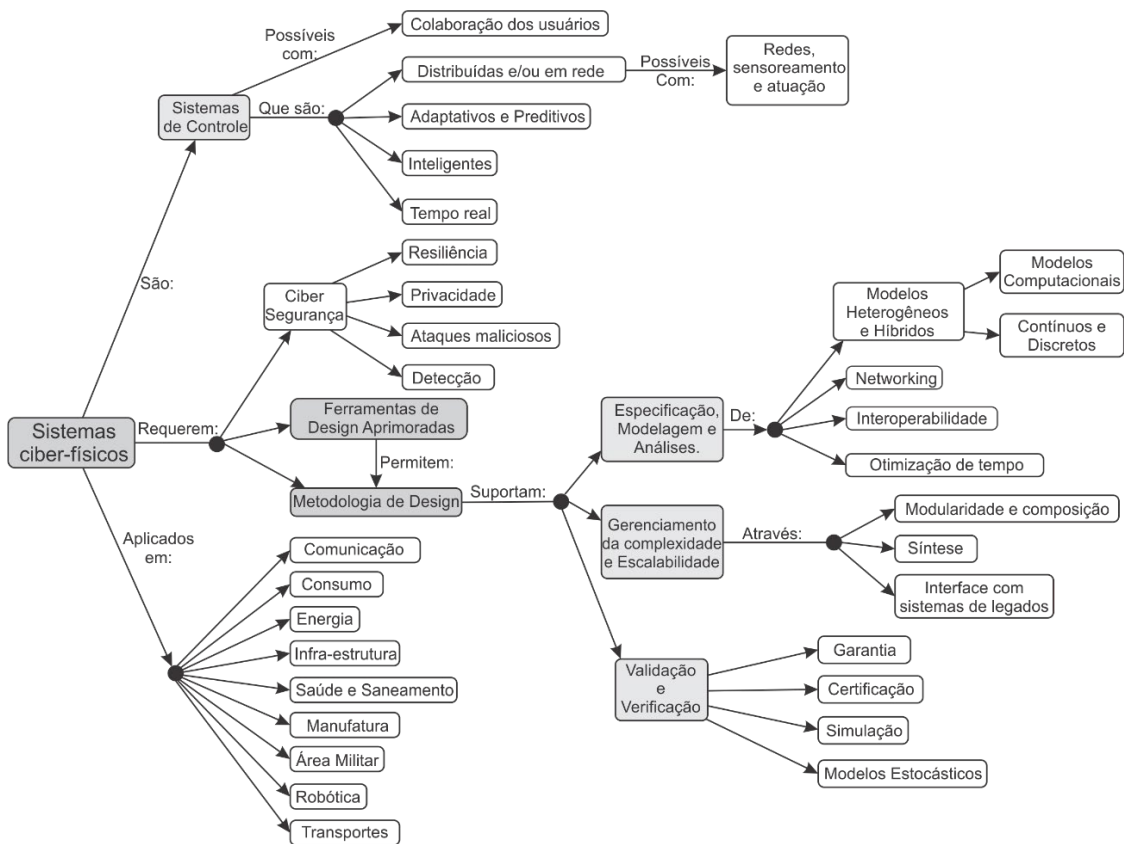 Possíveis
com:
Colaboração dos usuários
Sistemas
de Controle
Que são:
Distribuídas e/ou em rede
Possíveis
Com:
Redes,
sensoreamento
e atuação
Adaptativos e Preditivos
Inteligentes
Tempo real
São:
Ciber
Segurança
Resiliência
Privacidade
Ataques maliciosos
Detecção
Sistemas
ciber-físicos
Requerem:
Ferramentas de
Design Aprimoradas
Permitem:
Metodologia de Design
Suportam:
Especificação,
Modelagem e
Análises.
De:
Modelos
Heterogêneos
e Híbridos
Modelos
Computacionais
Contínuos e
Discretos
Networking
Interoperabilidade
Otimização de tempo
Gerenciamento
da complexidade
e Escalabilidade
Através:
Modularidade e composição
Síntese
Interface com
sistemas de legados
Validação
e
Verificação
Garantia
Certificação
Simulação
Modelos Estocásticos
Aplicados
em:
Comunicação
Consumo
Energia
Infra-estrutura
Saúde e Saneamento
Manufatura
Área Militar
Robótica
Transportes